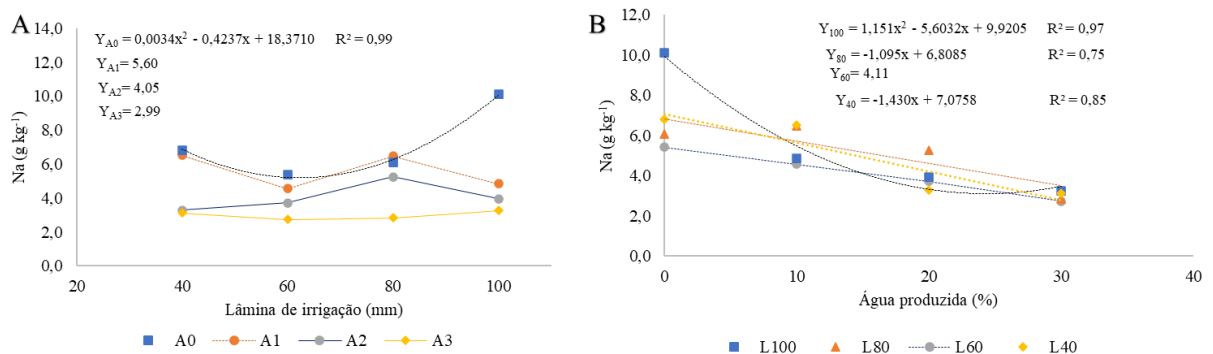 A
Y_A0 = 0,0034x² - 0,4237x + 18,3710 R² = 0,99
Y_A1= 5,60
Y_A2= 4,05
Y_A3= 2,99
14,0
12,0
10,0
8,0
6,0
4,0
2,0
0,0
Na (g kg⁻¹)
20 40 60 80 100
Lâmina de irrigação (mm)
A0 A1 A2 A3
B
Y₁₀₀ = 1,151x² - 5,6032x + 9,9205 R² = 0,97
Y₈₀ = -1,095x + 6,8085 R² = 0,75
Y₆₀= 4,11
Y₄₀ = -1,430x + 7,0758 R² = 0,85
12,0
10,0
8,0
6,0
4,0
2,0
0,0
Na (g kg⁻¹)
0 10 20 30 40
Água produzida (%)
L100 L80 L60 L40